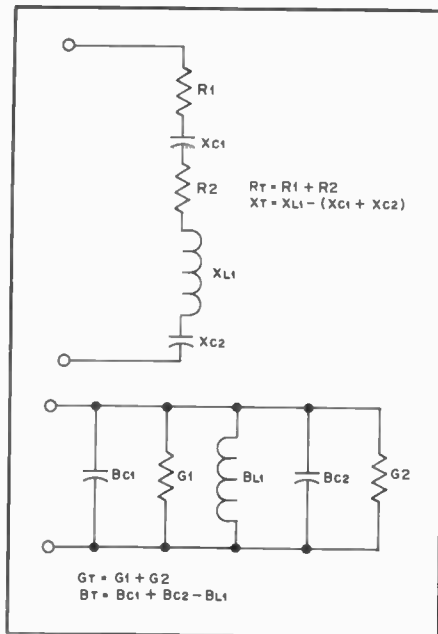 R1
XC1
R2
RT = R1 + R2
XT = XL1 – (XC1 + XC2)
XL1
XC2
BC1
G1
BL1
BC2
G2
GT = G1 + G2
BT = BC1 + BC2 – BL1